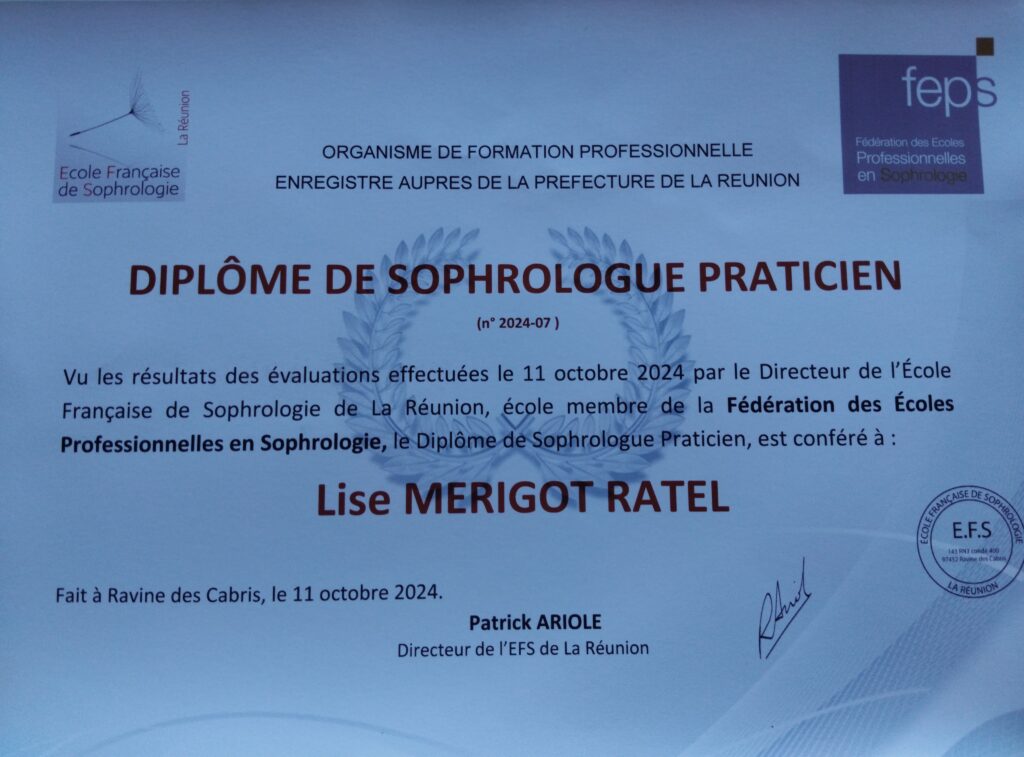 La Réunion
Ecole Française
de Sophrologie
feps
Fédération des Ecoles
Professionnelles
en Sophrologie
ORGANISME DE FORMATION PROFESSIONNELLE
ENREGISTRE AUPRES DE LA PREFECTURE DE LA REUNION
DIPLÔME DE SOPHROLOGUE PRATICIEN
(n° 2024-07 )
Vu les résultats des évaluations effectuées le 11 octobre 2024 par le Directeur de l’École
Française de Sophrologie de La Réunion, école membre de la Fédération des Écoles
Professionnelles en Sophrologie, le Diplôme de Sophrologue Praticien, est conféré à :
Lise MERIGOT RATEL
ÉCOLE FRANÇAISE DE SOPHROLOGIE
E.F.S
97432 Ravine des Cabris
LA RÉUNION
Fait à Ravine des Cabris, le 11 octobre 2024.
Patrick ARIOLE
Directeur de l’EFS de La Réunion